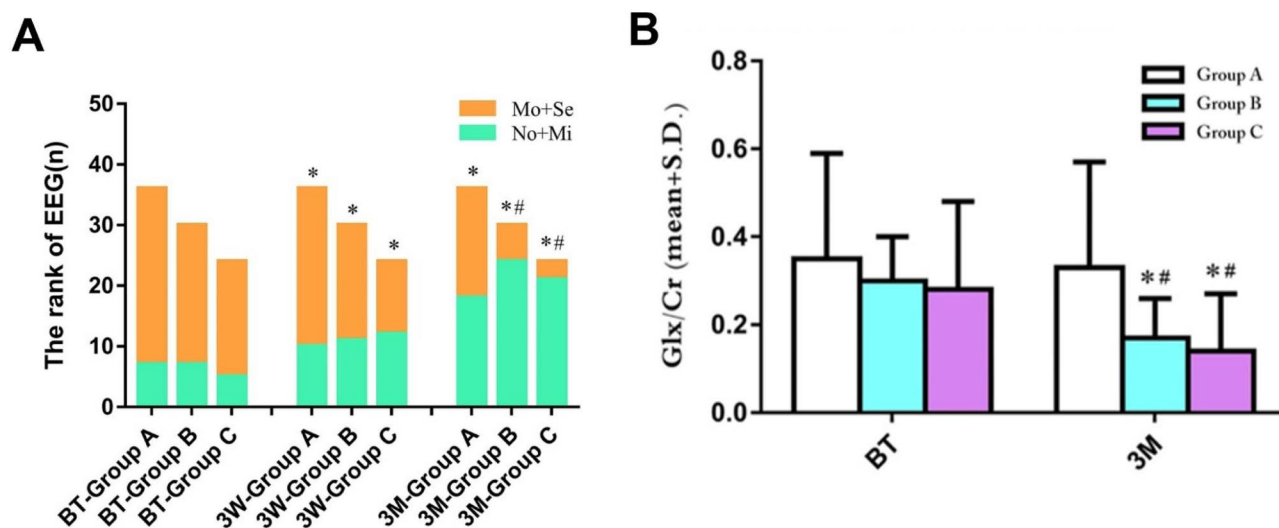 A
Mo+Se
No+Mi
The rank of EEG(n)
50
40
30
20
10
0
*
*
*
*
*#
*#
BT-Group A
BT-Group B
BT-Group C
3W-Group A
3W-Group B
3W-Group C
3M-Group A
3M-Group B
3M-Group C
B
Group A
Group B
Group C
Glx/Cr (mean+S.D.)
0.8
0.6
0.4
0.2
0.0
*#
*#
BT
3M